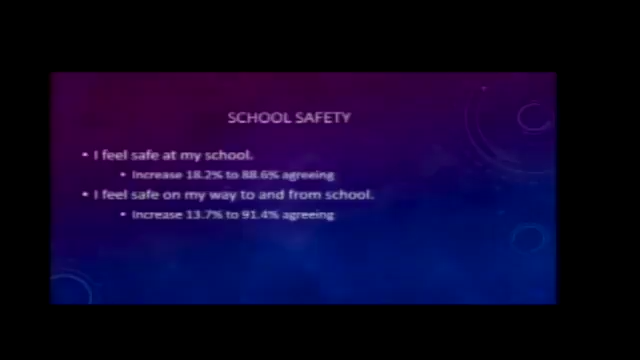 SCHOOL SAFETY
• I feel safe at my school.
• Increase 18.2% to 88.6% agreeing
• I feel safe on my way to and from school.
• Increase 13.7% to 91.4% agreeing